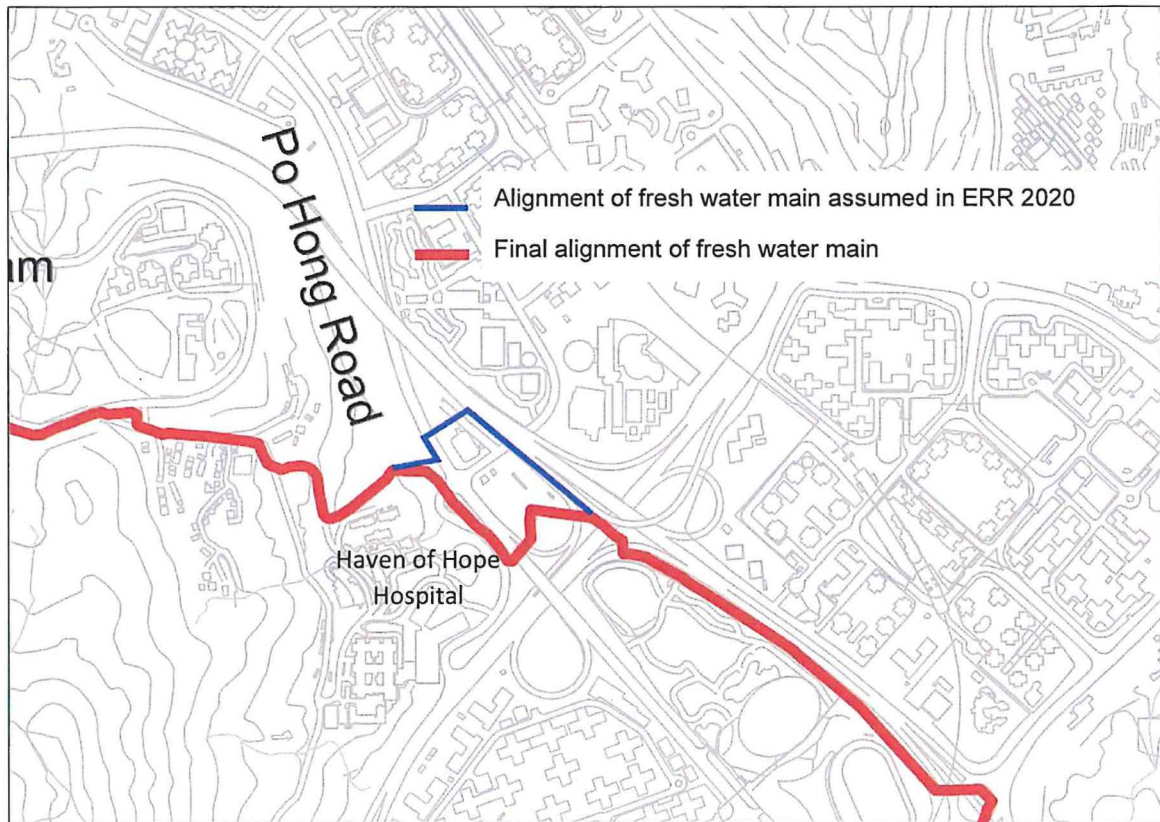 Po Hong Road
Alignment of fresh water main assumed in ERR 2020
Final alignment of fresh water main
am
Haven of Hope
Hospital